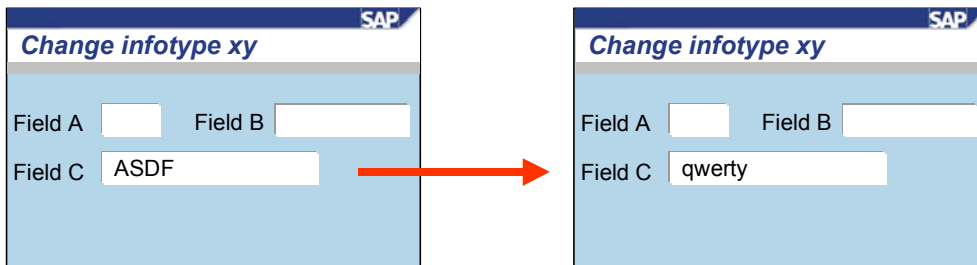 SAP
Change infotype xy
Field A Field B
Field C ASDF
SAP
Change infotype xy
Field A Field B
Field C qwerty